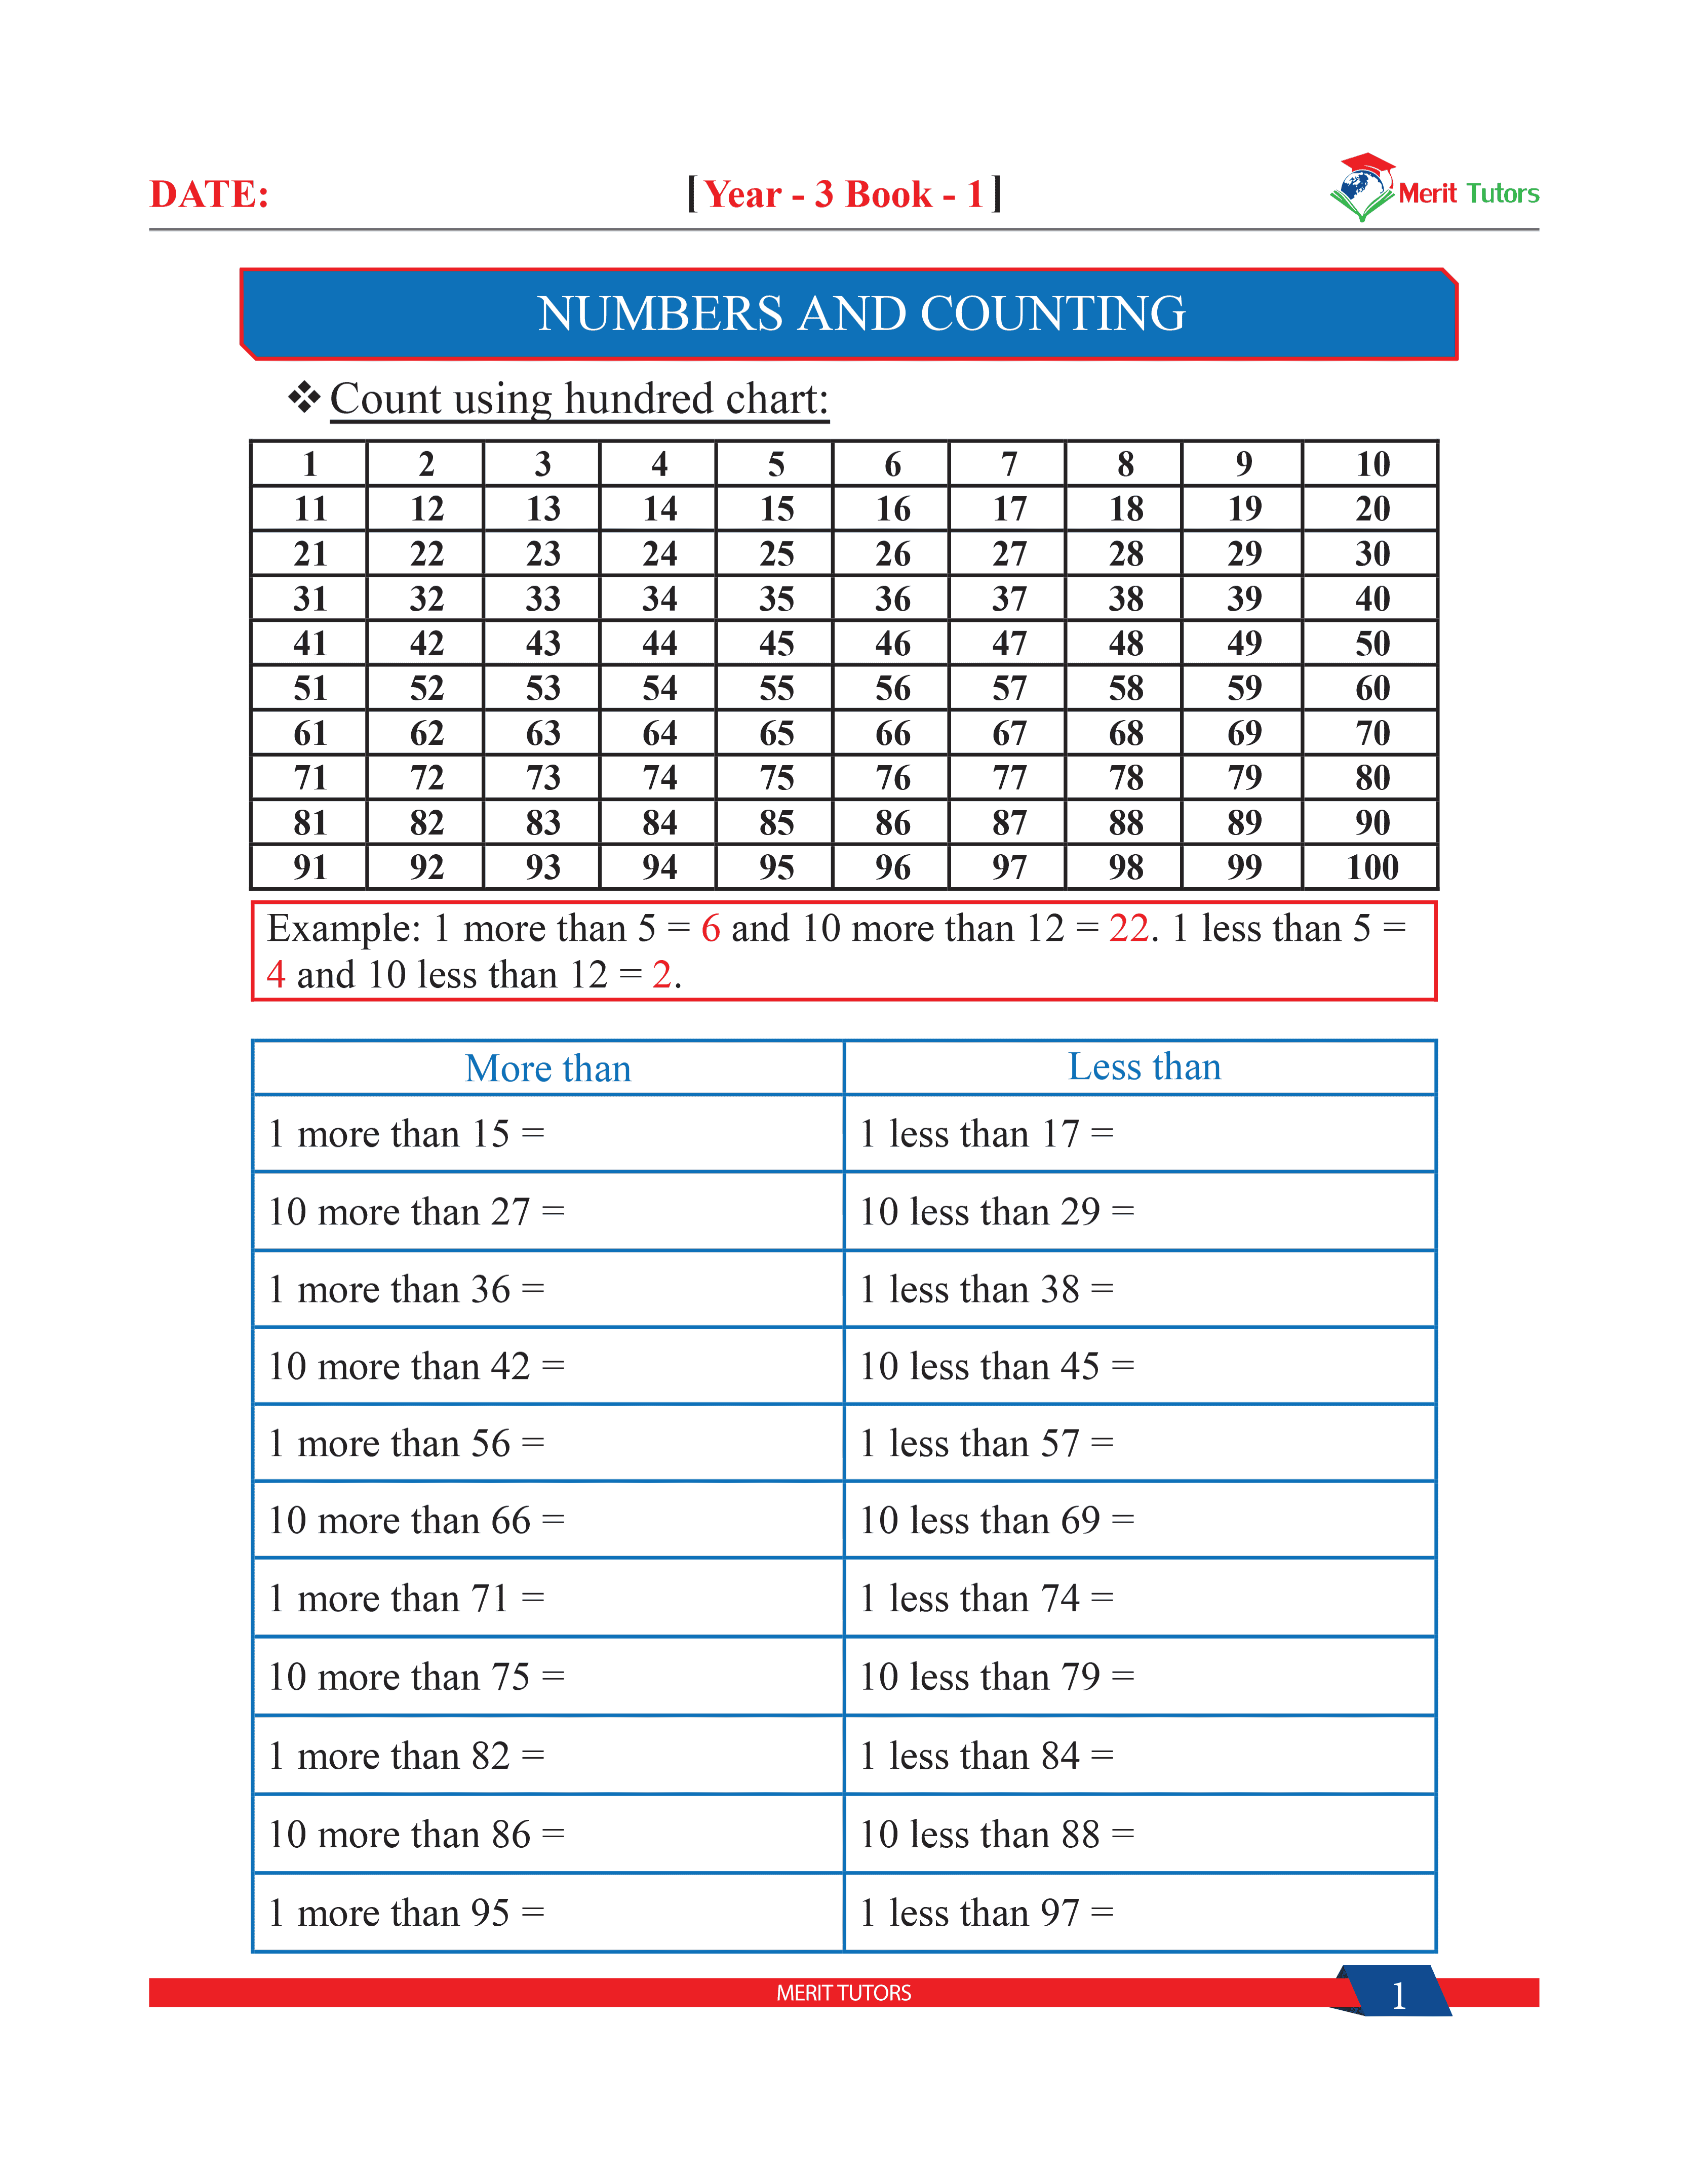 DATE: [ Year - 3 Book - 1 ] Merit Tutors
NUMBERS AND COUNTING
❖ Count using hundred chart:
1 2 3 4 5 6 7 8 9 10
11 12 13 14 15 16 17 18 19 20
21 22 23 24 25 26 27 28 29 30
31 32 33 34 35 36 37 38 39 40
41 42 43 44 45 46 47 48 49 50
51 52 53 54 55 56 57 58 59 60
61 62 63 64 65 66 67 68 69 70
71 72 73 74 75 76 77 78 79 80
81 82 83 84 85 86 87 88 89 90
91 92 93 94 95 96 97 98 99 100
Example: 1 more than 5 = 6 and 10 more than 12 = 22. 1 less than 5 =
4 and 10 less than 12 = 2.
More than Less than
1 more than 15 = 1 less than 17 =
10 more than 27 = 10 less than 29 =
1 more than 36 = 1 less than 38 =
10 more than 42 = 10 less than 45 =
1 more than 56 = 1 less than 57 =
10 more than 66 = 10 less than 69 =
1 more than 71 = 1 less than 74 =
10 more than 75 = 10 less than 79 =
1 more than 82 = 1 less than 84 =
10 more than 86 = 10 less than 88 =
1 more than 95 = 1 less than 97 =
MERIT TUTORS 1